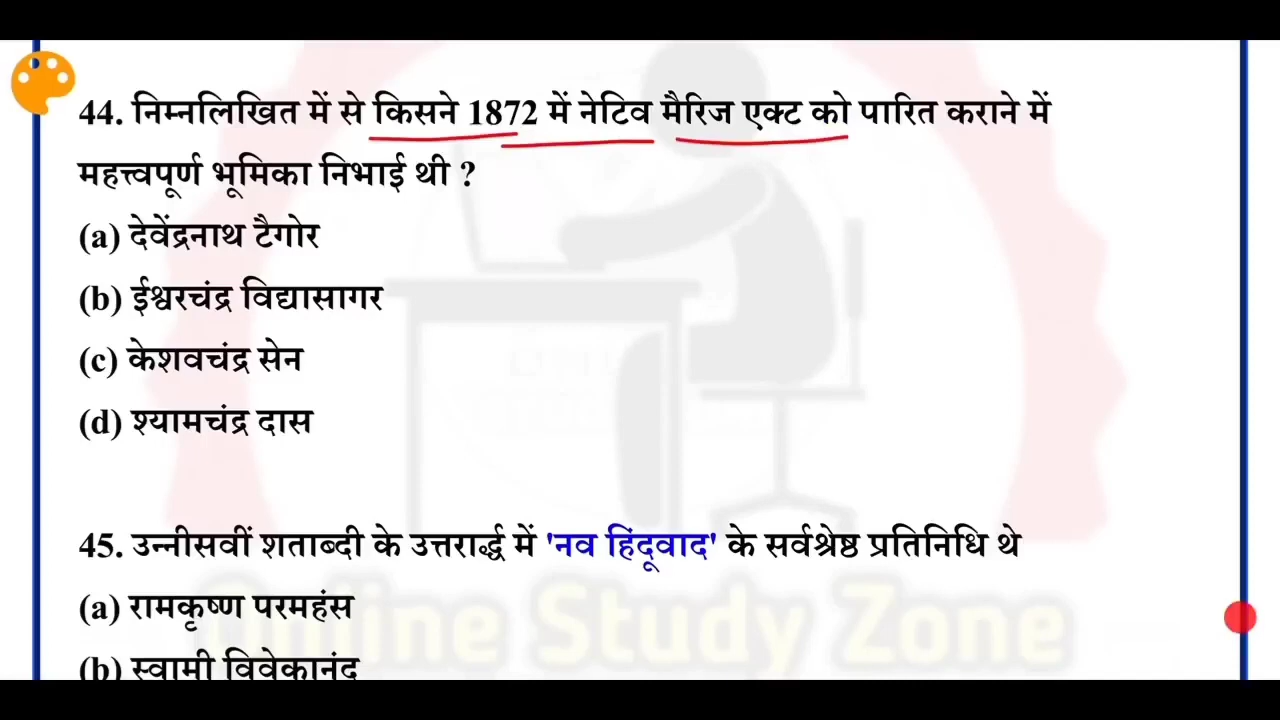 44. निम्नलिखित में से किसने 1872 में नेटिव मैरिज एक्ट को पारित कराने में
महत्त्वपूर्ण भूमिका निभाई थी ?
(a) देवेंद्रनाथ टैगोर
(b) ईश्वरचंद्र विद्यासागर
(c) केशवचंद्र सेन
(d) श्यामचंद्र दास
45. उन्नीसवीं शताब्दी के उत्तरार्द्ध में 'नव हिंदूवाद' के सर्वश्रेष्ठ प्रतिनिधि थे
(a) रामकृष्ण परमहंस
Online Study Zone
(b) स्वामी विवेकानंद